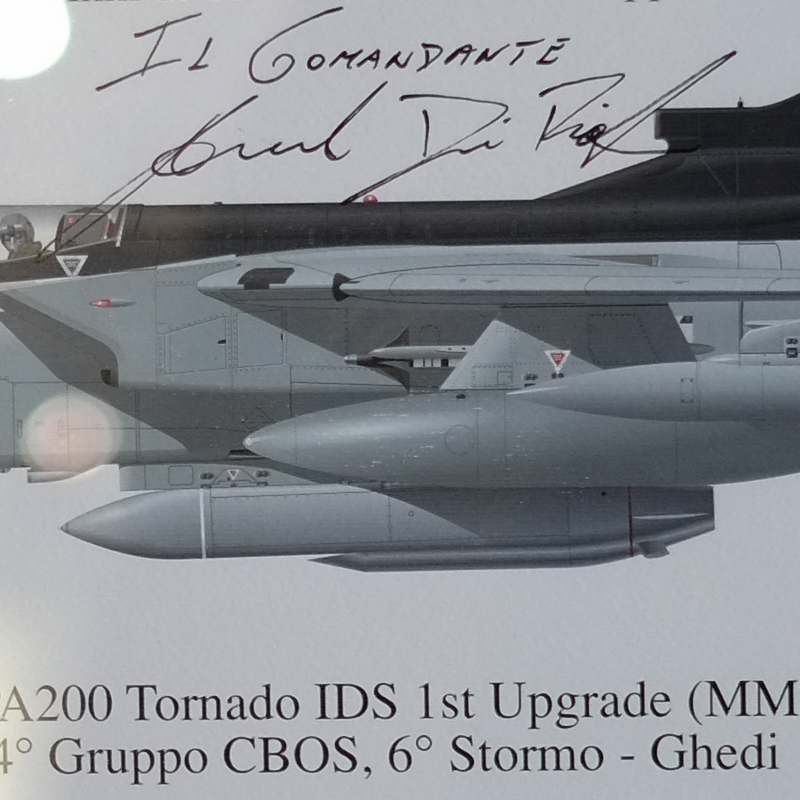 IL COMANDANTE
A200 Tornado IDS 1st Upgrade (MM
4° Gruppo CBOS, 6° Stormo - Ghedi